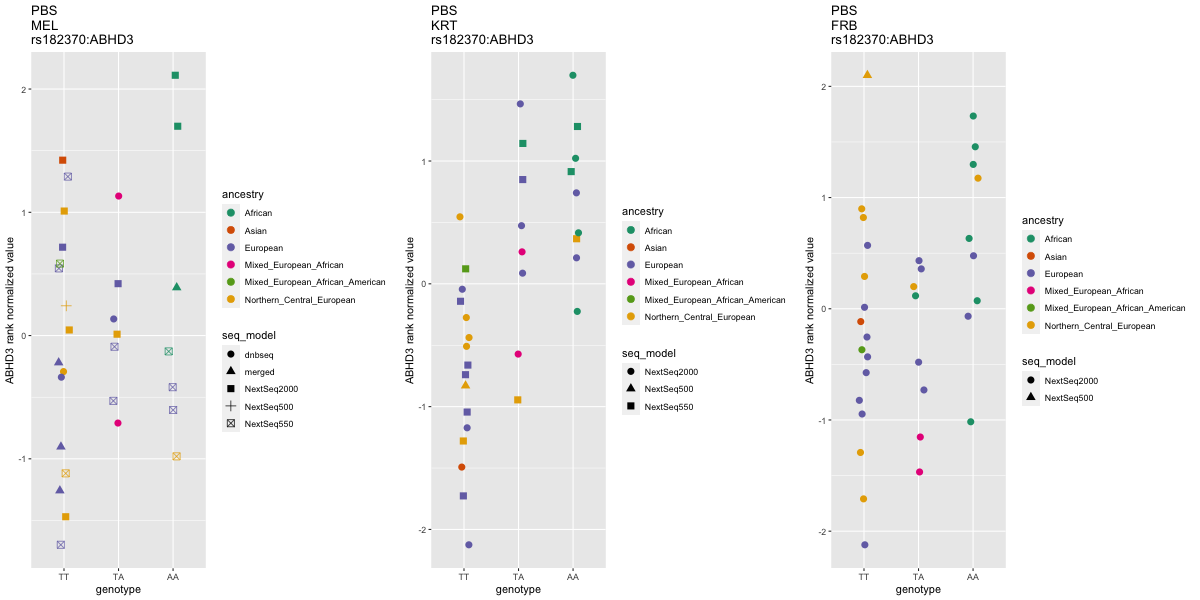 PBS
MEL
rs182370:ABHD3
ABHD3 rank normalized value
2
1
0
-1
TT
TA
AA
genotype
ancestry
African
Asian
European
Mixed_European_African
Mixed_European_African_American
Northern_Central_European
seq_model
dnbseq
merged
NextSeq2000
NextSeq500
NextSeq550
PBS
KRT
rs182370:ABHD3
ABHD3 rank normalized value
1
0
-1
-2
TT
TA
AA
genotype
ancestry
African
Asian
European
Mixed_European_African
Mixed_European_African_American
Northern_Central_European
seq_model
NextSeq2000
NextSeq500
NextSeq550
PBS
FRB
rs182370:ABHD3
ABHD3 rank normalized value
2
1
0
-1
-2
TT
TA
AA
genotype
ancestry
African
Asian
European
Mixed_European_African
Mixed_European_African_American
Northern_Central_European
seq_model
NextSeq2000
NextSeq500